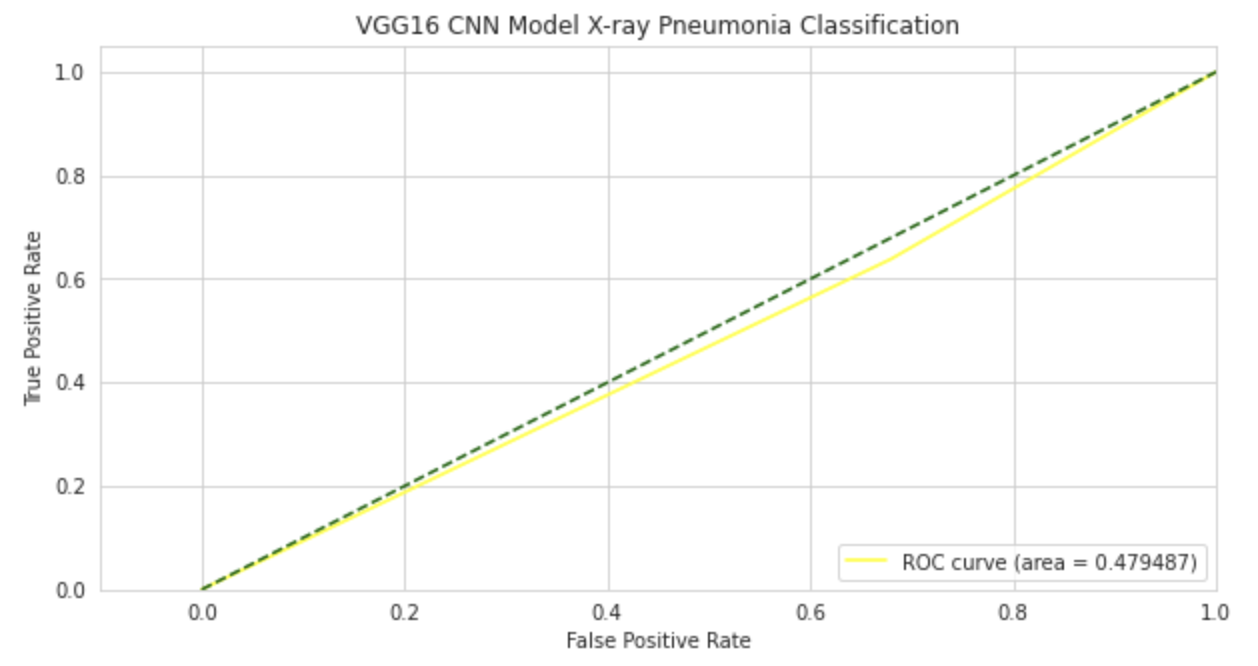 VGG16 CNN Model X-ray Pneumonia Classification
1.0
0.8
0.6
0.4
0.2
0.0
True Positive Rate
ROC curve (area = 0.479487)
0.0 0.2 0.4 0.6 0.8 1.0
False Positive Rate